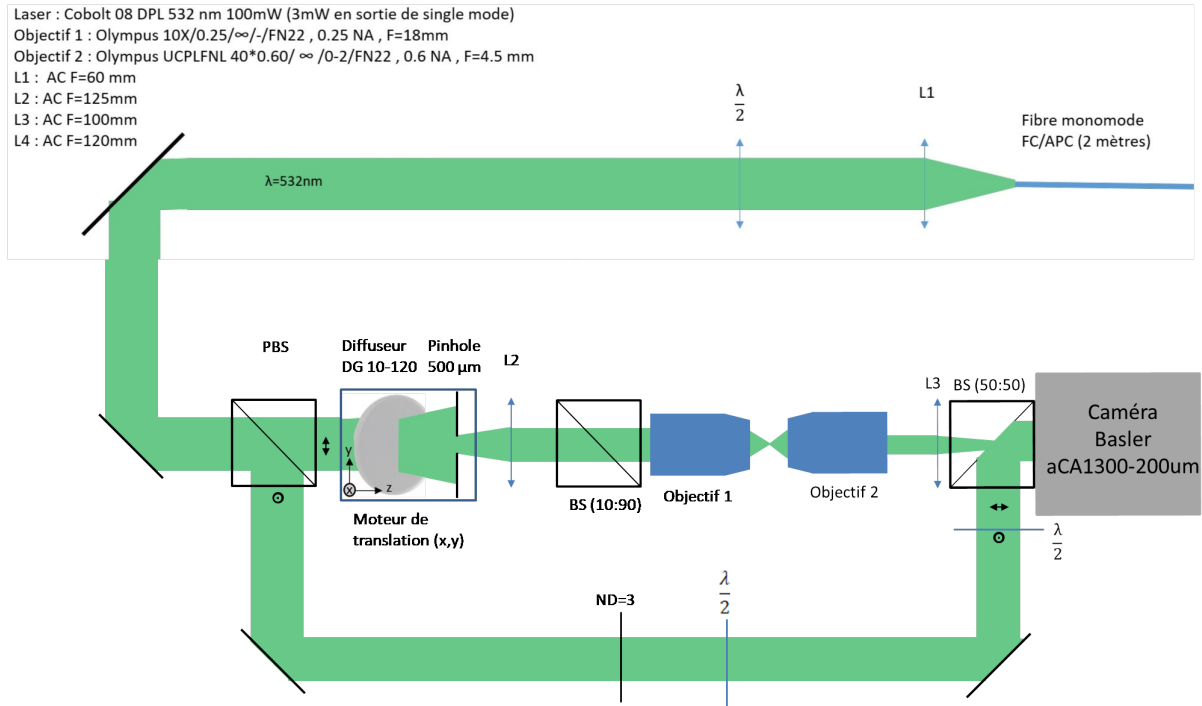 Laser : Cobolt 08 DPL 532 nm 100mW (3mW en sortie de single mode)
Objectif 1 : Olympus 10X/0.25/∞/-/FN22 , 0.25 NA , F=18mm
Objectif 2 : Olympus UCPLFNL 40*0.60/ ∞ /0-2/FN22 , 0.6 NA , F=4.5 mm
L1 : AC F=60 mm
L2 : AC F=125mm
L3 : AC F=100mm
L4 : AC F=120mm
λ
2
L1
Fibre monomode
FC/APC (2 mètres)
λ=532nm
PBS
Diffuseur
DG 10-120
Pinhole
500 µm
L2
L3
BS (50:50)
Caméra
Basler
aCA1300-200um
y
x
z
BS (10:90)
Objectif 1
Objectif 2
Moteur de
translation (x,y)
λ
2
ND=3
λ
2